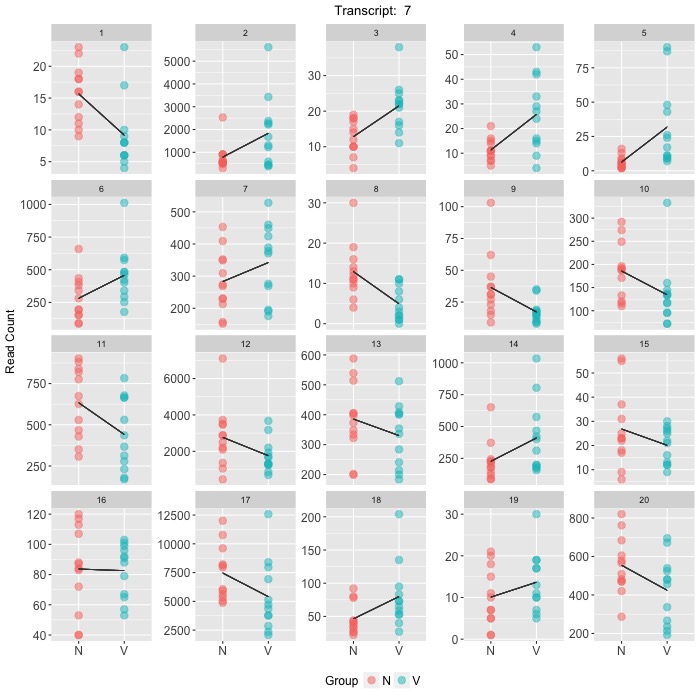 Transcript: 7
1 2 3 4 5
20 15 10 5
5000 4000 3000 2000 1000
30 20 10
50 40 30 20 10
75 50 25 0
6 7 8 9 10
1000 750 500 250
500 400 300 200
30 20 10 0
100 75 50 25
300 250 200 150 100
Read Count
11 12 13 14 15
750 500 250
6000 4000 2000
600 500 400 300 200
1000 750 500 250
50 40 30 20 10
16 17 18 19 20
120 100 80 60 40
12500 10000 7500 5000 2500
200 150 100 50
30 20 10 0
800 600 400 200
N V N V N V N V N V
Group N V